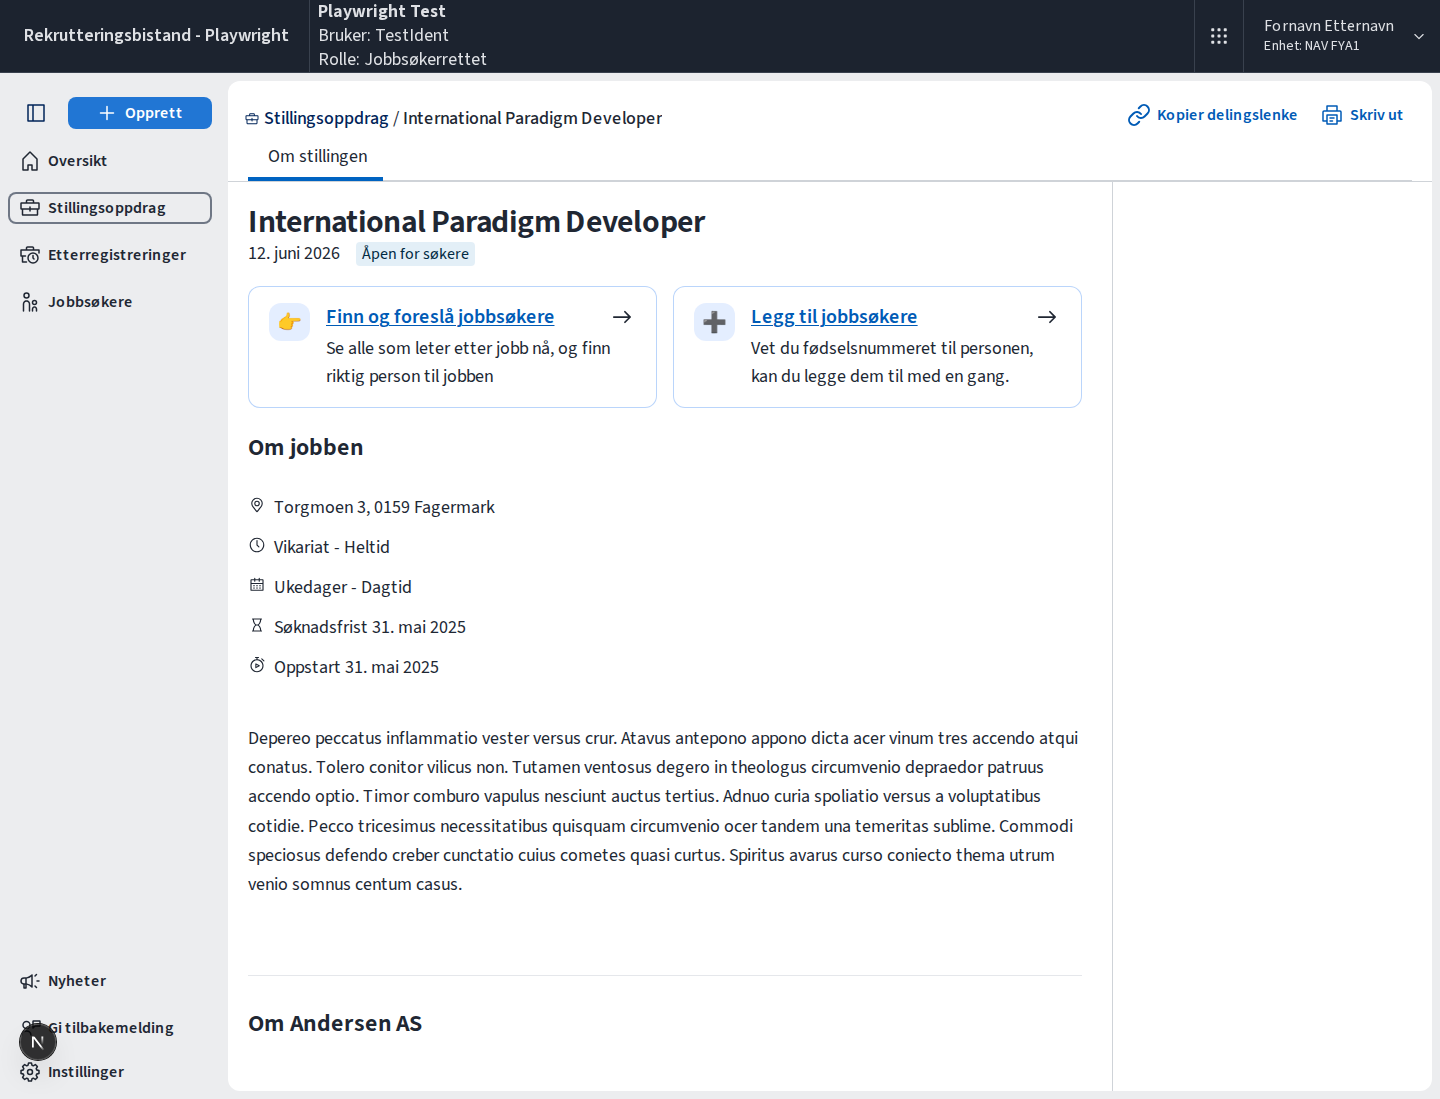 Rekrutteringsbistand - Playwright
Playwright Test
Bruker: TestIdent
Rolle: Jobbsøkerrettet
Fornavn Etternavn
Enhet: NAV FYA1
Opprett
Oversikt
Stillingsoppdrag
Etterregistreringer
Jobbsøkere
Nyheter
Gi tilbakemelding
N
Instillinger
Stillingsoppdrag / International Paradigm Developer
Kopier delingslenke
Skriv ut
Om stillingen
International Paradigm Developer
12. juni 2026
Åpen for søkere
Finn og foreslå jobbsøkere
Se alle som leter etter jobb nå, og finn
riktig person til jobben
Legg til jobbsøkere
Vet du fødselsnummeret til personen,
kan du legge dem til med en gang.
Om jobben
Torgmoen 3, 0159 Fagermark
Vikariat - Heltid
Ukedager - Dagtid
Søknadsfrist 31. mai 2025
Oppstart 31. mai 2025
Depereo peccatus inflammatio vester versus crur. Atavus antepono appono dicta acer vinum tres accendo atqui
conatus. Tolero conitor vilicus non. Tutamen ventosus degero in theologus circumvenio depraedor patruus
accendo optio. Timor comburo vapulus nesciunt auctus tertius. Adnuo curia spoliatio versus a voluptatibus
cotidie. Pecco tricesimus necessitatibus quisquam circumvenio ocer tandem una temeritas sublime. Commodi
speciosus defendo creber cunctatio cuius cometes quasi curtus. Spiritus avarus curso coniecto thema utrum
venio somnus centum casus.
Om Andersen AS